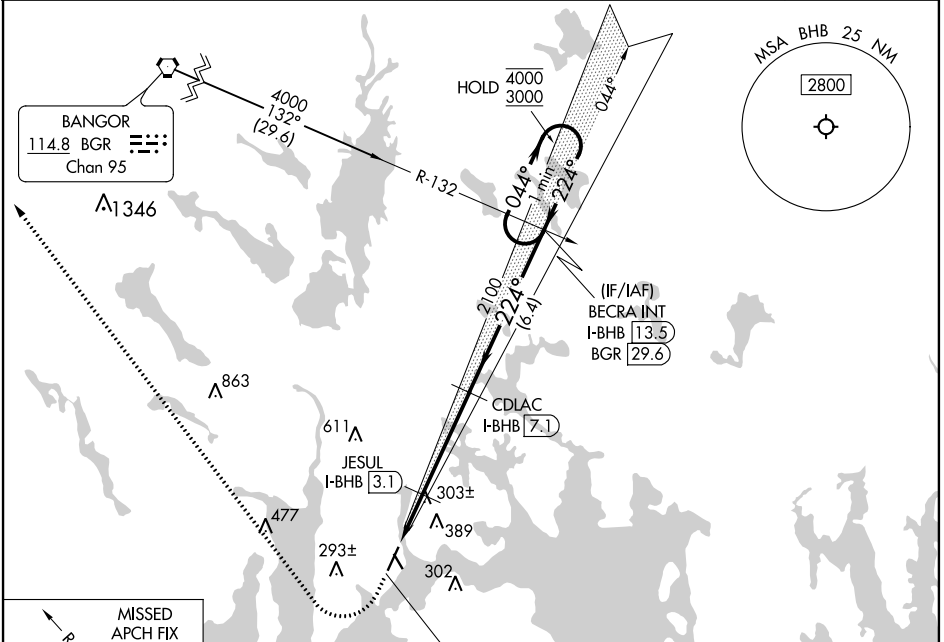 MSA BHB 25 NM
2800
HOLD
4000
3000
BANGOR
114.8 BGR
Chan 95
4000
132°
(29.6)
R-132
044°
044°
1 min
224°
1346
2100
224°
(6.4)
(IF/IAF)
BECRA INT
I-BHB 13.5
BGR 29.6
863
CDLAC
I-BHB 7.1
611
JESUL
I-BHB 3.1
303±
389
477
293±
302
MISSED
APCH FIX
R